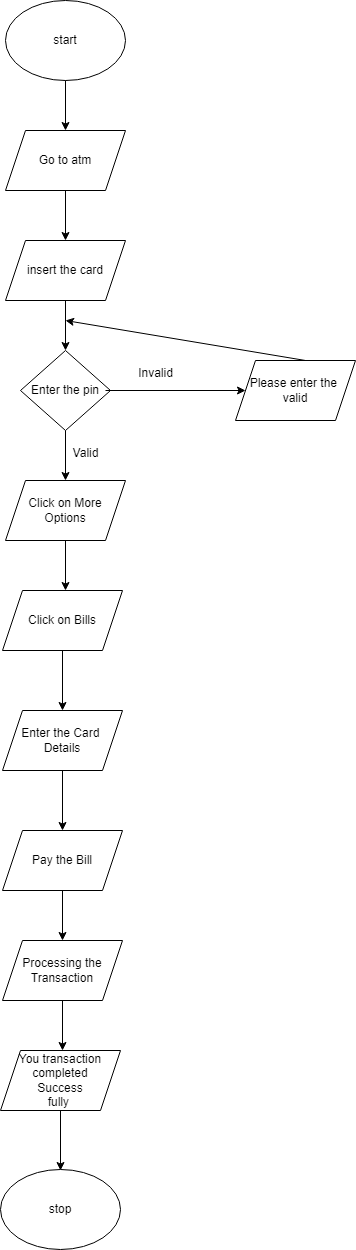 start
Go to atm
insert the card
Enter the pin
Invalid
Please enter the
valid
Valid
Click on More
Options
Click on Bills
Enter the Card
Details
Pay the Bill
Processing the
Transaction
You transaction
completed
Success
fully
stop